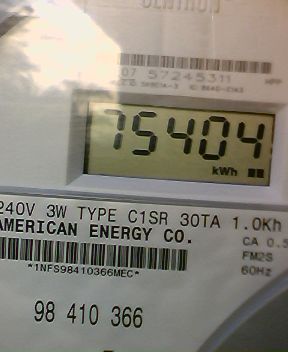 CENTRON
07 57245311
75404
kWh
240V 3W TYPE C1SR 30TA 1.0Kh
AMERICAN ENERGY CO.
CA 0.5
FM2S
60Hz
*1NFS98410366MEC*
98 410 366